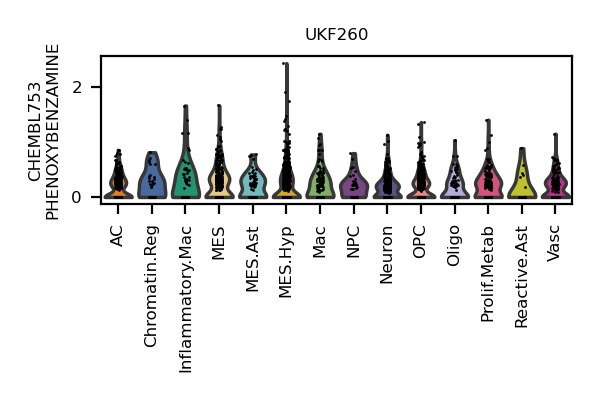 UKF260
CHEMBL753
PHENOXYBENZAMINE
2
0
AC
Chromatin.Reg
Inflammatory.Mac
MES
MES.Ast
MES.Hyp
Mac
NPC
Neuron
OPC
Oligo
Prolif.Metab
Reactive.Ast
Vasc